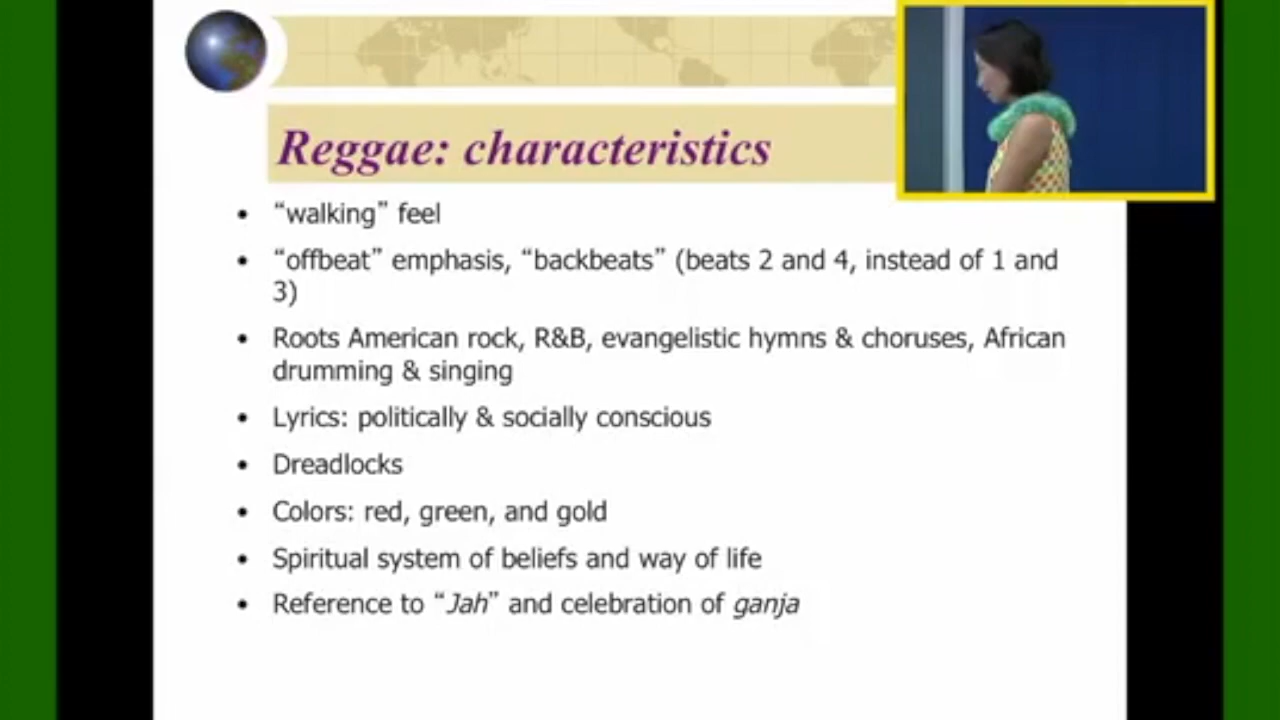 Reggae: characteristics
• “walking” feel
• “offbeat” emphasis, “backbeats” (beats 2 and 4, instead of 1 and
3)
• Roots American rock, R&B, evangelistic hymns & choruses, African
drumming & singing
• Lyrics: politically & socially conscious
• Dreadlocks
• Colors: red, green, and gold
• Spiritual system of beliefs and way of life
• Reference to “Jah” and celebration of ganja